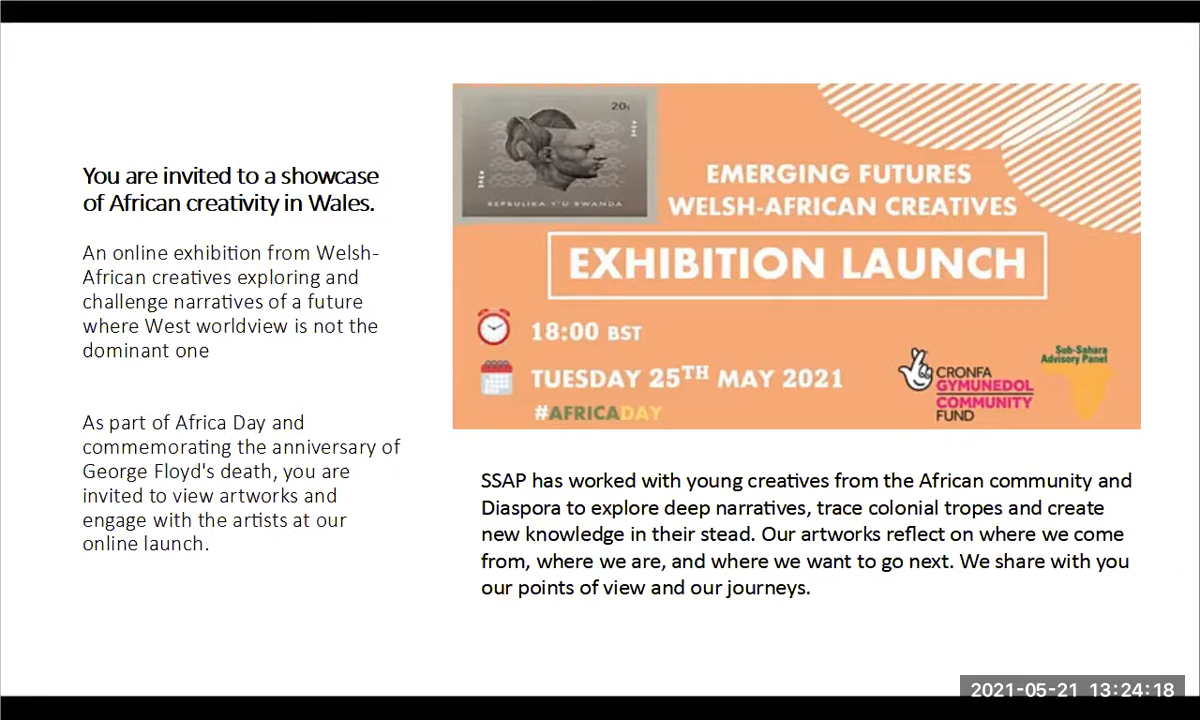 You are invited to a showcase
of African creativity in Wales.
An online exhibition from Welsh-
African creatives exploring and
challenge narratives of a future
where West worldview is not the
dominant one
As part of Africa Day and
commemorating the anniversary of
George Floyd's death, you are
invited to view artworks and
engage with the artists at our
online launch.
20c
REPBULIKA Y'U RWANDA
EMERGING FUTURES
WELSH-AFRICAN CREATIVES
EXHIBITION LAUNCH
18:00 BST
TUESDAY 25TH MAY 2021
#AFRICADAY
CRONFA
GYMUNEDOL
COMMUNITY
FUND
Sub-Sahara
Advisory Panel
SSAP has worked with young creatives from the African community and
Diaspora to explore deep narratives, trace colonial tropes and create
new knowledge in their stead. Our artworks reflect on where we come
from, where we are, and where we want to go next. We share with you
our points of view and our journeys.
2021-05-21 13:24:18